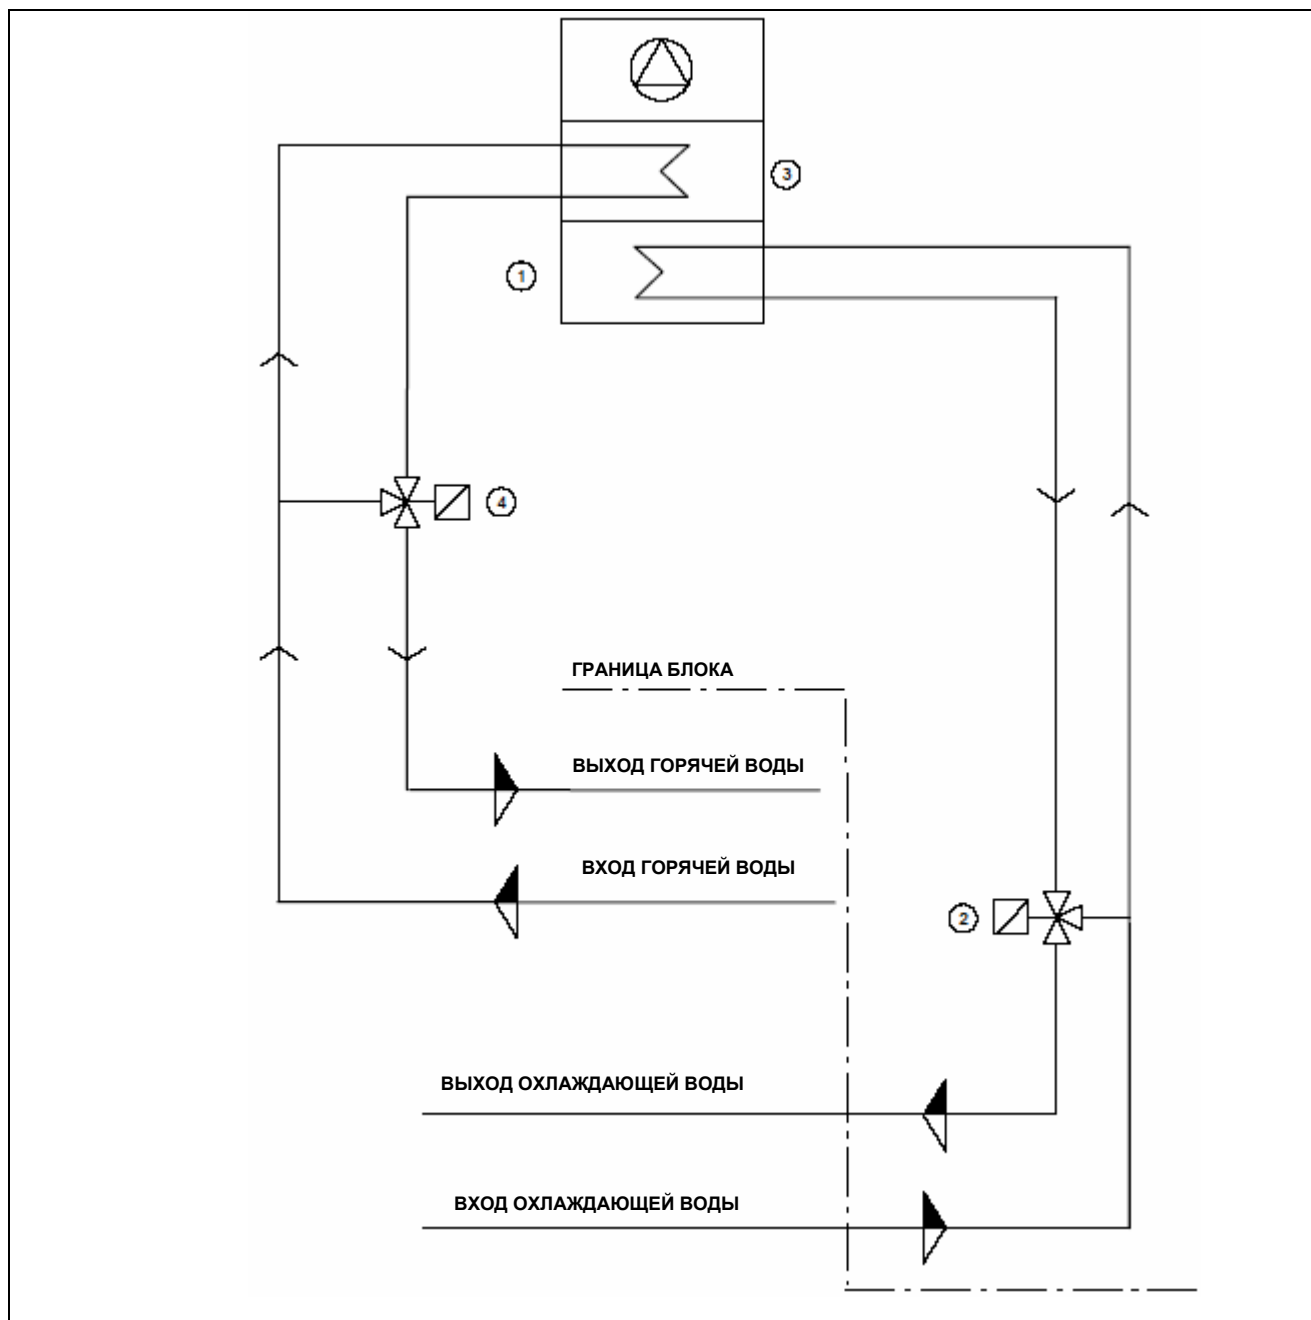 3
1
4
ГРАНИЦА БЛОКА
ВЫХОД ГОРЯЧЕЙ ВОДЫ
ВХОД ГОРЯЧЕЙ ВОДЫ
2
ВЫХОД ОХЛАЖДАЮЩЕЙ ВОДЫ
ВХОД ОХЛАЖДАЮЩЕЙ ВОДЫ